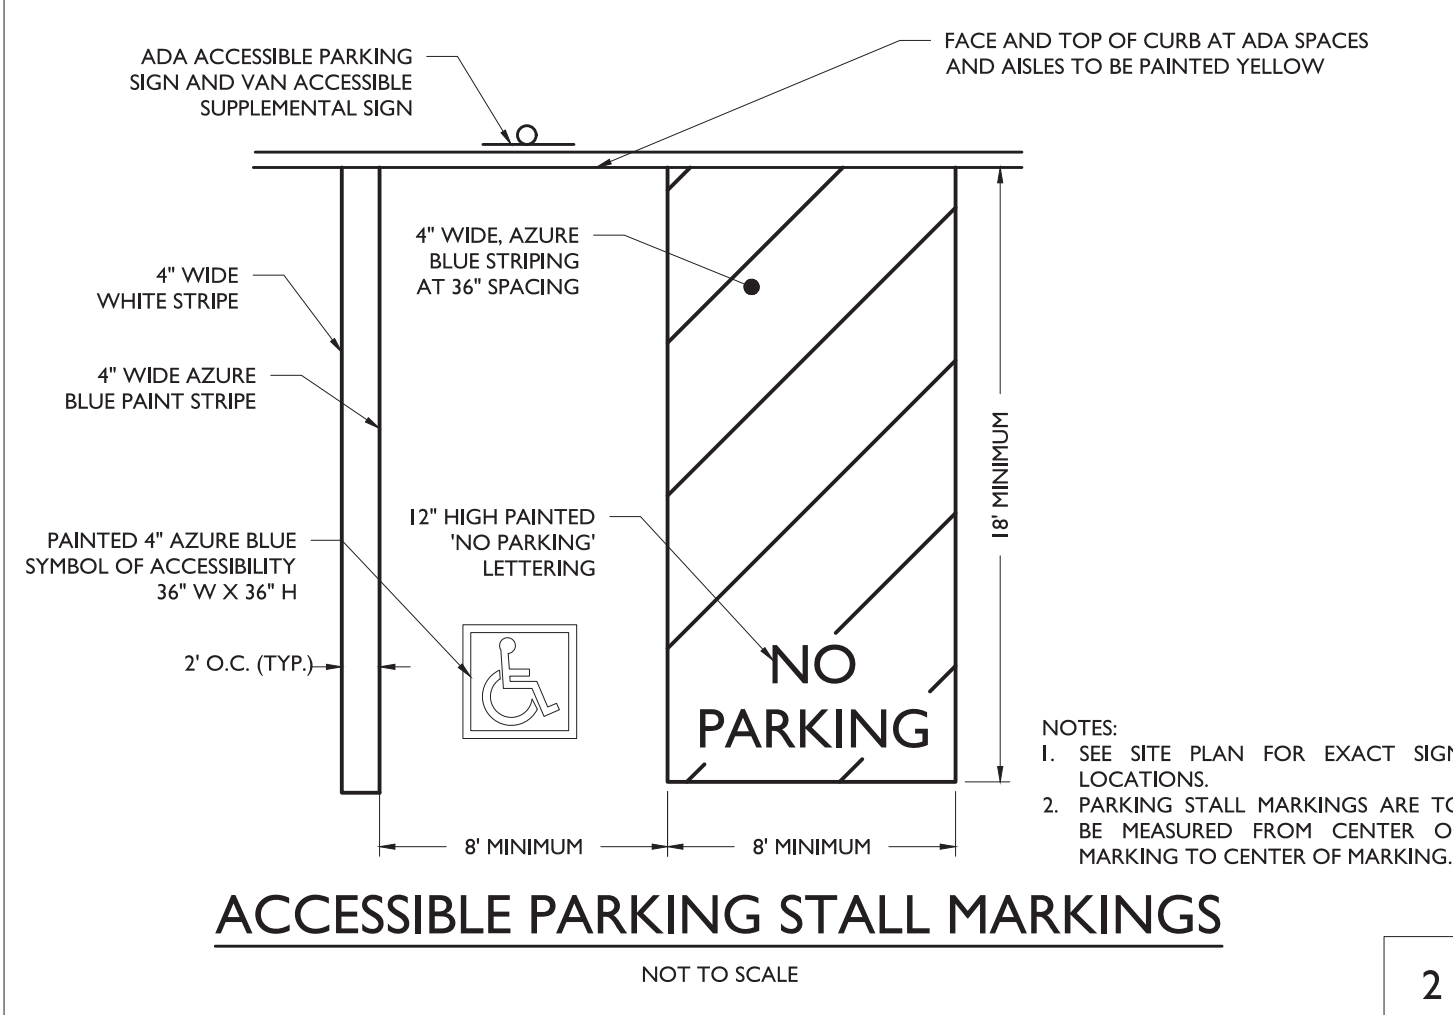 ADA ACCESSIBLE PARKING
SIGN AND VAN ACCESSIBLE
SUPPLEMENTAL SIGN
FACE AND TOP OF CURB AT ADA SPACES
AND AISLES TO BE PAINTED YELLOW
4" WIDE, AZURE
BLUE STRIPING
AT 36" SPACING
4" WIDE
WHITE STRIPE
4" WIDE AZURE
BLUE PAINT STRIPE
18' MINIMUM
12" HIGH PAINTED
'NO PARKING'
LETTERING
PAINTED 4" AZURE BLUE
SYMBOL OF ACCESSIBILITY
36" W X 36" H
2' O.C. (TYP.)
NO
PARKING
8' MINIMUM
8' MINIMUM
NOTES:
1. SEE SITE PLAN FOR EXACT SIGN
LOCATIONS.
2. PARKING STALL MARKINGS ARE TO
BE MEASURED FROM CENTER O
MARKING TO CENTER OF MARKING.
ACCESSIBLE PARKING STALL MARKINGS
NOT TO SCALE
2